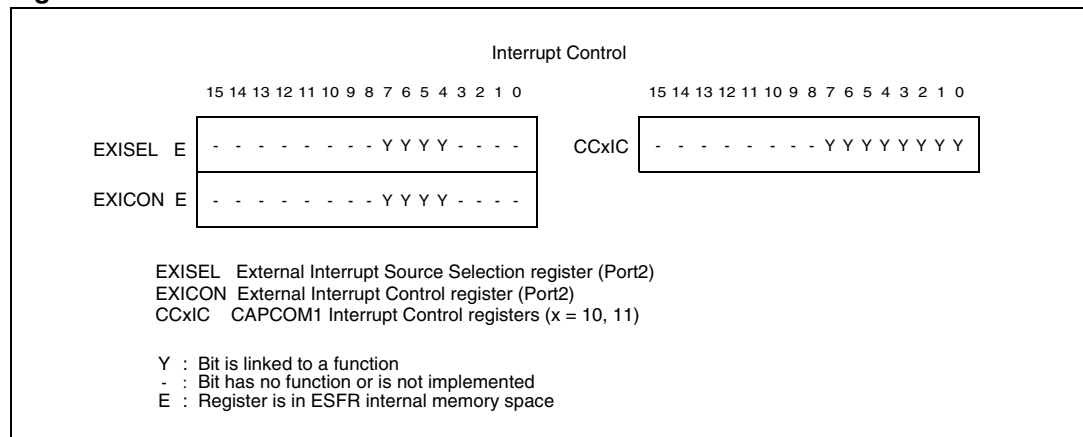 Interrupt Control
15 14 13 12 11 10 9 8 7 6 5 4 3 2 1 0
15 14 13 12 11 10 9 8 7 6 5 4 3 2 1 0
EXISEL E - - - - - - - - Y Y Y Y - - - -
CCxIC - - - - - - - - Y Y Y Y Y Y Y Y
EXICON E - - - - - - - - Y Y Y Y - - - -
EXISEL External Interrupt Source Selection register (Port2)
EXICON External Interrupt Control register (Port2)
CCxIC CAPCOM1 Interrupt Control registers (x = 10, 11)
Y : Bit is linked to a function
- : Bit has no function or is not implemented
E : Register is in ESFR internal memory space